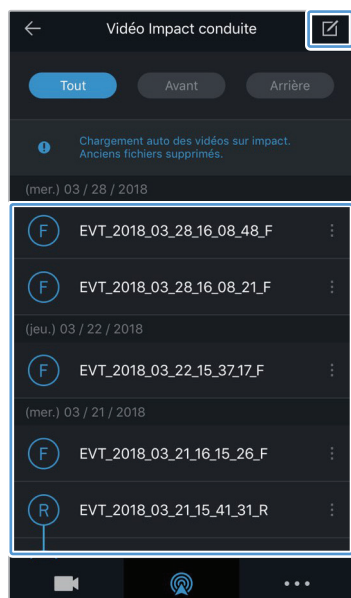 Vidéo Impact conduite
Tout Avant Arrière
Chargement auto des vidéos sur impact.
Anciens fichiers supprimés.
(mer.) 03 / 28 / 2018
F EVT_2018_03_28_16_08_48_F
F EVT_2018_03_28_16_08_21_F
(jeu.) 03 / 22 / 2018
F EVT_2018_03_22_15_37_17_F
(mer.) 03 / 21 / 2018
F EVT_2018_03_21_16_15_26_F
R EVT_2018_03_21_15_41_31_R